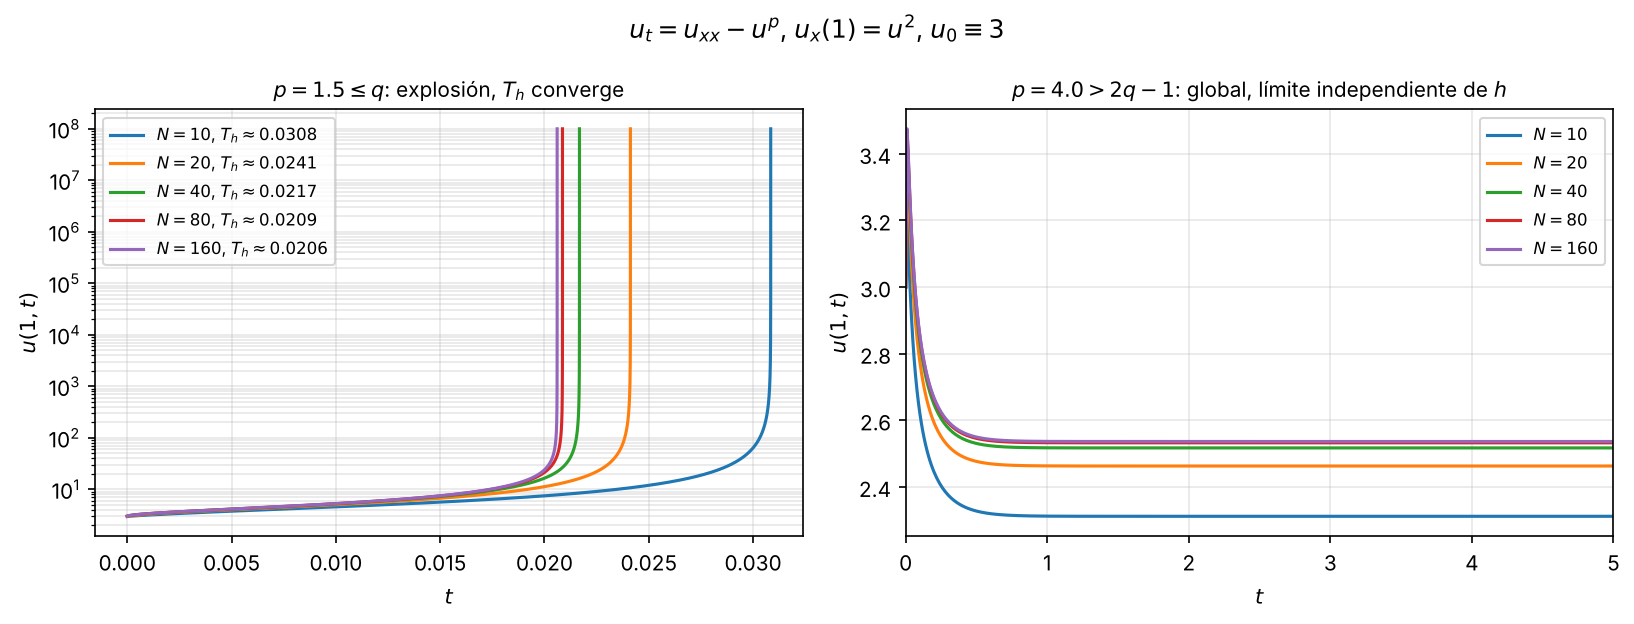 u_t = u_{xx} − u^p, u_x(1) = u^2, u_0 ≡ 3
p = 1.5 ≤ q: explosión, T_h converge
u(1, t)
10^8
10^7
10^6
10^5
10^4
10^3
10^2
10^1
N = 10, T_h ≈ 0.0308
N = 20, T_h ≈ 0.0241
N = 40, T_h ≈ 0.0217
N = 80, T_h ≈ 0.0209
N = 160, T_h ≈ 0.0206
0.000 0.005 0.010 0.015 0.020 0.025 0.030
t
p = 4.0 > 2q − 1: global, límite independiente de h
u(1, t)
3.4
3.2
3.0
2.8
2.6
2.4
N = 10
N = 20
N = 40
N = 80
N = 160
0 1 2 3 4 5
t